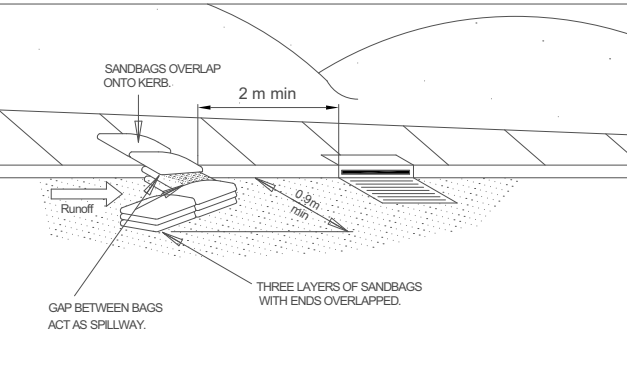 SANDBAGS OVERLAP
ONTO KERB.
2 m min
Runoff
0.9m
min
THREE LAYERS OF SANDBAGS
WITH ENDS OVERLAPPED.
GAP BETWEEN BAGS
ACT AS SPILLWAY.